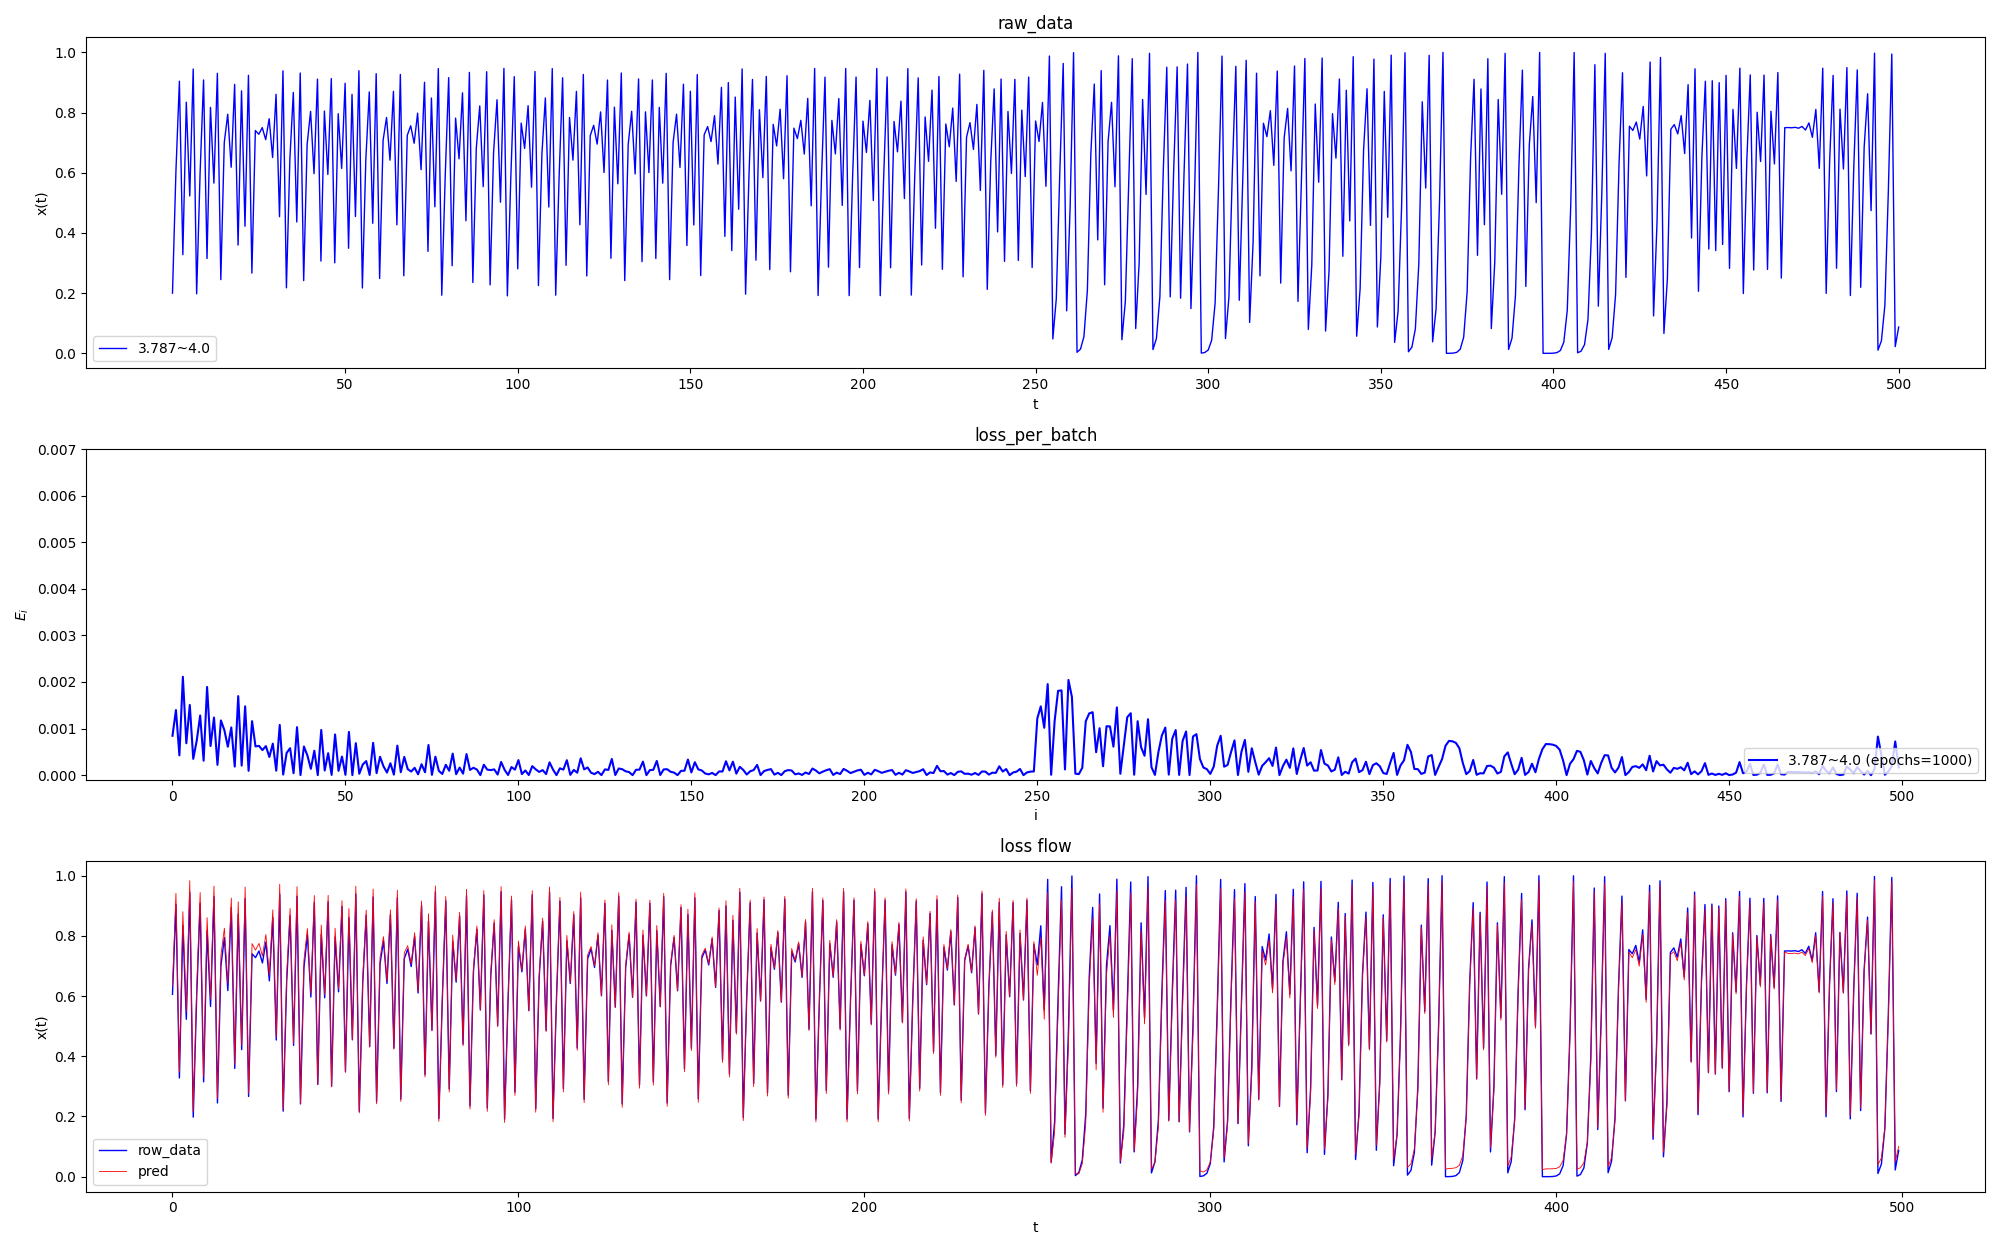 raw_data
1.0
0.8
0.6
0.4
0.2
0.0
x(t)
3.787~4.0
50 100 150 200 250 300 350 400 450 500
t
loss_per_batch
0.007
0.006
0.005
0.004
0.003
0.002
0.001
0.000
E_i
3.787~4.0 (epochs=1000)
0 50 100 150 200 250 300 350 400 450 500
i
loss flow
1.0
0.8
0.6
0.4
0.2
0.0
x(t)
row_data
pred
0 100 200 300 400 500
t